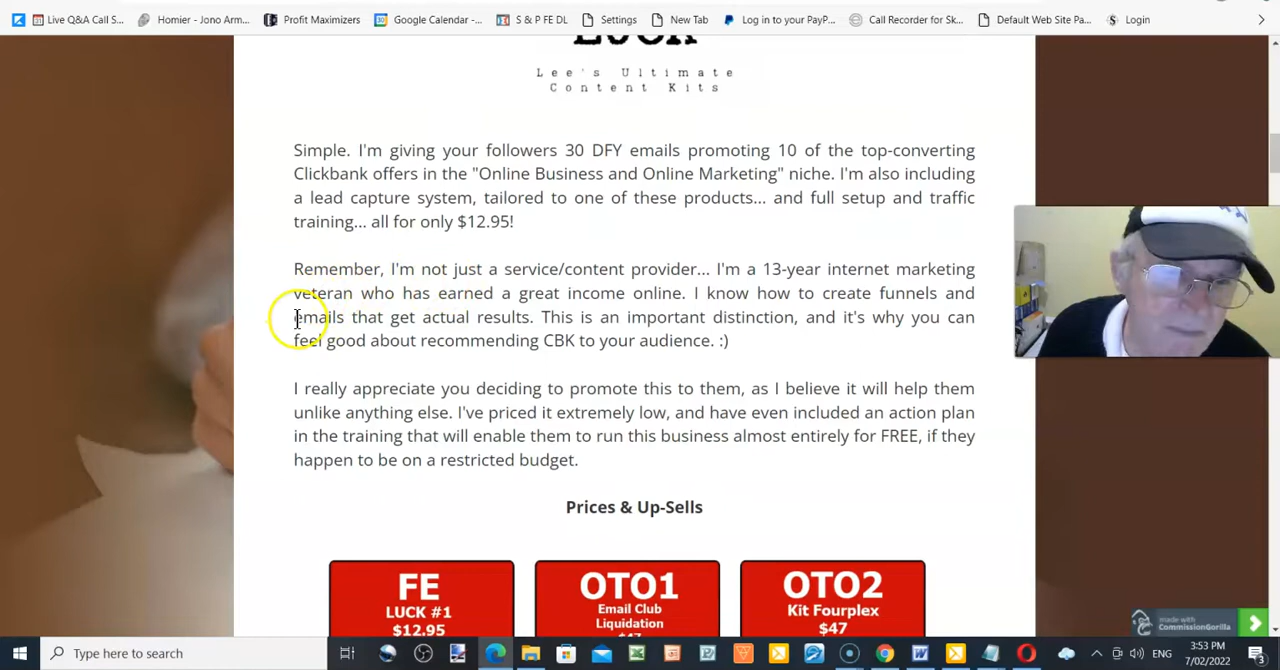 Live Q&A Call S...
Homier - Jono Arm...
Profit Maximizers
Google Calendar -...
S & P FE DL
Settings
New Tab
Log in to your PayP...
Call Recorder for Sk...
Default Web Site Pa...
Login
LUCK
Lee's Ultimate
Content Kits
Simple. I'm giving your followers 30 DFY emails promoting 10 of the top-converting
Clickbank offers in the "Online Business and Online Marketing" niche. I'm also including
a lead capture system, tailored to one of these products... and full setup and traffic
training... all for only $12.95!
Remember, I'm not just a service/content provider... I'm a 13-year internet marketing
veteran who has earned a great income online. I know how to create funnels and
emails that get actual results. This is an important distinction, and it's why you can
feel good about recommending CBK to your audience. :)
I really appreciate you deciding to promote this to them, as I believe it will help them
unlike anything else. I've priced it extremely low, and have even included an action plan
in the training that will enable them to run this business almost entirely for FREE, if they
happen to be on a restricted budget.
Prices & Up-Sells
FE
LUCK #1
$12.95
OTO1
Email Club
Liquidation
$47
OTO2
Kit Fourplex
$47
made with
CommissionGorilla
Type here to search
ENG
3:53 PM
7/02/2022
3